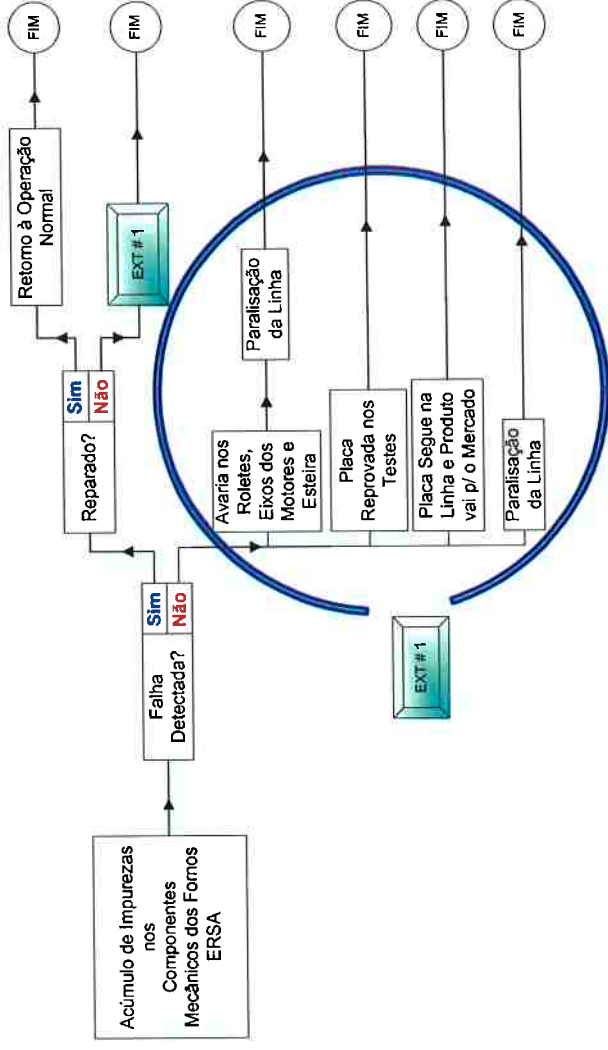 Acúmulo de Impurezas
nos
Componentes
Mecânicos dos Fornos
ERSA
Falha
Detectada?
Sim
Não
Reparado?
Sim
Não
Retorno à Operação
Normal
FIM
EXT # 1
FIM
Avaria nos
Roletes,
Eixos dos
Motores e
Esteira
Paralisação
da Linha
FIM
Placa
Reprovada nos
Testes
FIM
Placa Segue na
Linha e Produto
vai p/ o Mercado
FIM
Paralisação
da Linha
FIM
EXT # 1